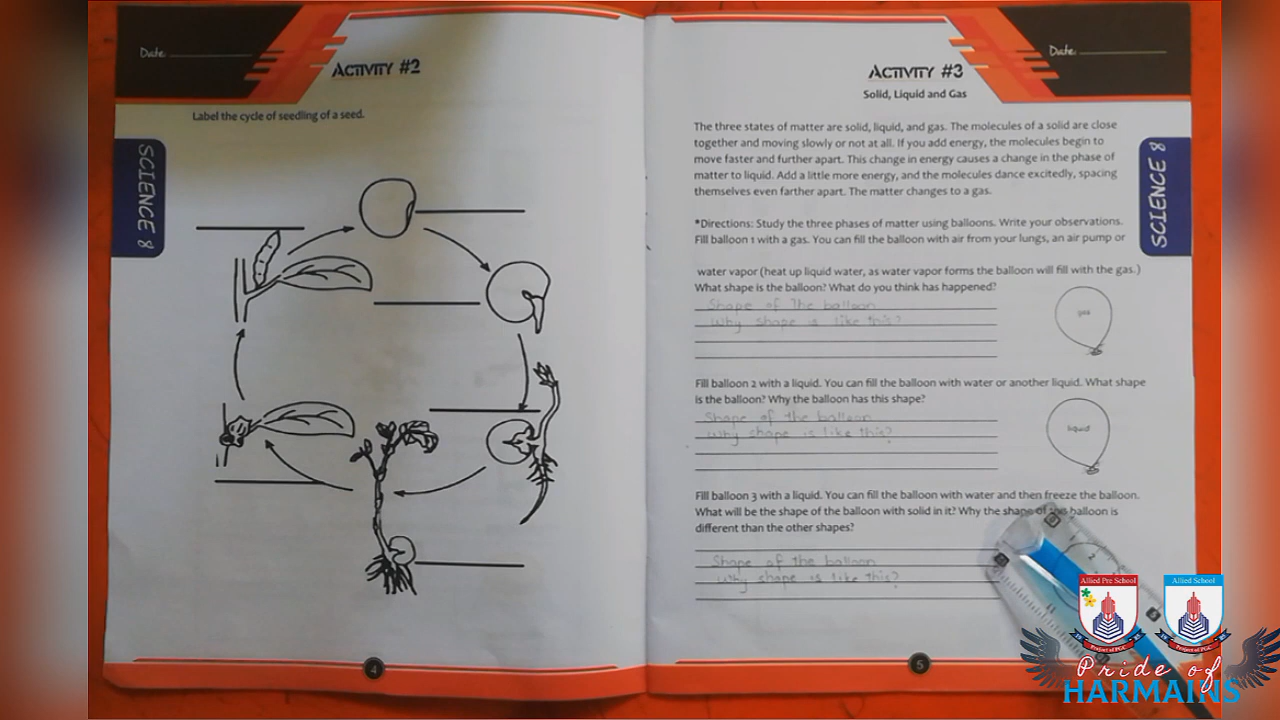 Date
ACTIVITY #2
Label the cycle of seedling of a seed.
SCIENCE 8
4
Date
ACTIVITY #3
Solid, Liquid and Gas
The three states of matter are solid, liquid, and gas. The molecules of a solid are close
together and moving slowly or not at all. If you add energy, the molecules begin to
move faster and further apart. This change in energy causes a change in the phase of
matter to liquid. Add a little more energy, and the molecules dance excitedly, spacing
themselves even farther apart. The matter changes to a gas.
SCIENCE 8
*Directions: Study the three phases of matter using balloons. Write your observations.
Fill balloon 1 with a gas. You can fill the balloon with air from your lungs, an air pump or
water vapor (heat up liquid water, as water vapor forms the balloon will fill with the gas.)
What shape is the balloon? What do you think has happened?
Shape of The balloon
Why shape is like this?
gas
Fill balloon 2 with a liquid. You can fill the balloon with water or another liquid. What shape
is the balloon? Why the balloon has this shape?
Shape of the balloon
Why shape is like this?
liquid
Fill balloon 3 with a liquid. You can fill the balloon with water and then freeze the balloon.
What will be the shape of the balloon with solid in it? Why the shape of the balloon is
different than the other shapes?
Shape of the balloon
Why shape is like this?
5
Allied Pre School
Project of PGC
Allied School
Project of PGC
Pride of
HARMAINS